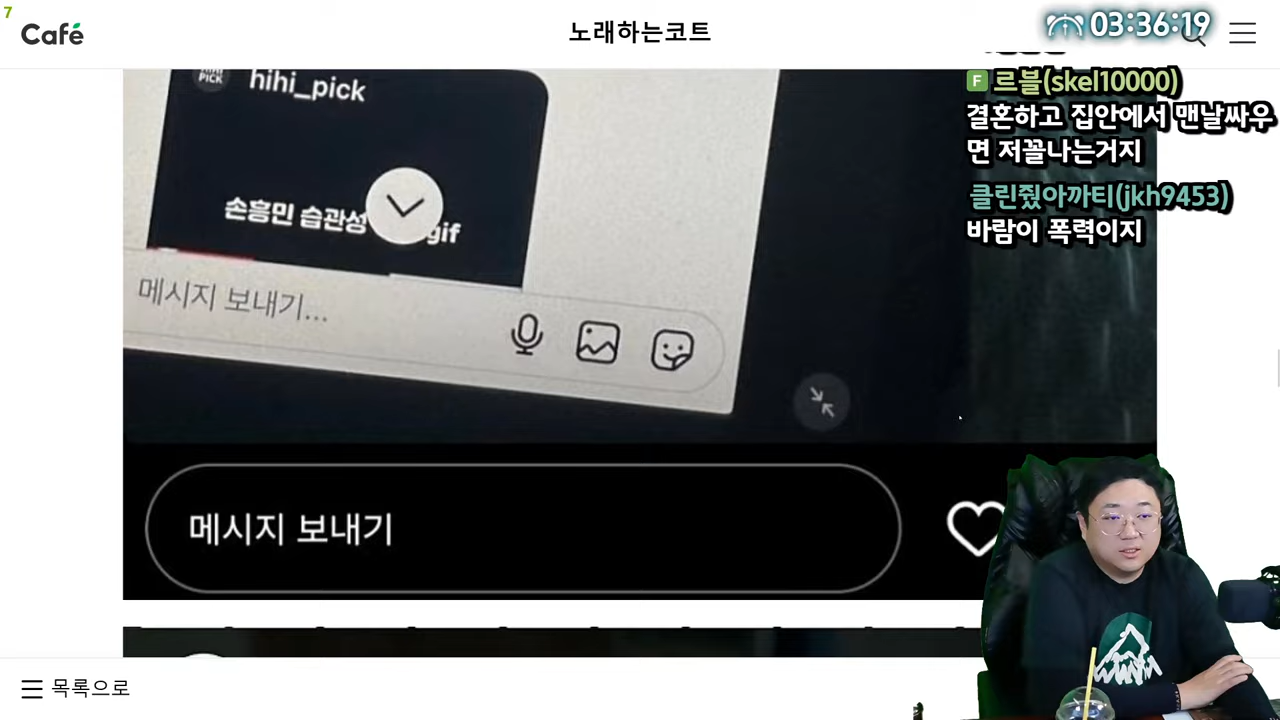 7
Café
노래하는코트
03:36:19
hihi_pick
손흥민 습관성
gif
메시지 보내기...
메시지 보내기
F 르블(skel10000)
결혼하고 집안에서 맨날싸우
면 저꼴나는거지
클린줬아까티(jkh9453)
바람이 폭력이지
목록으로